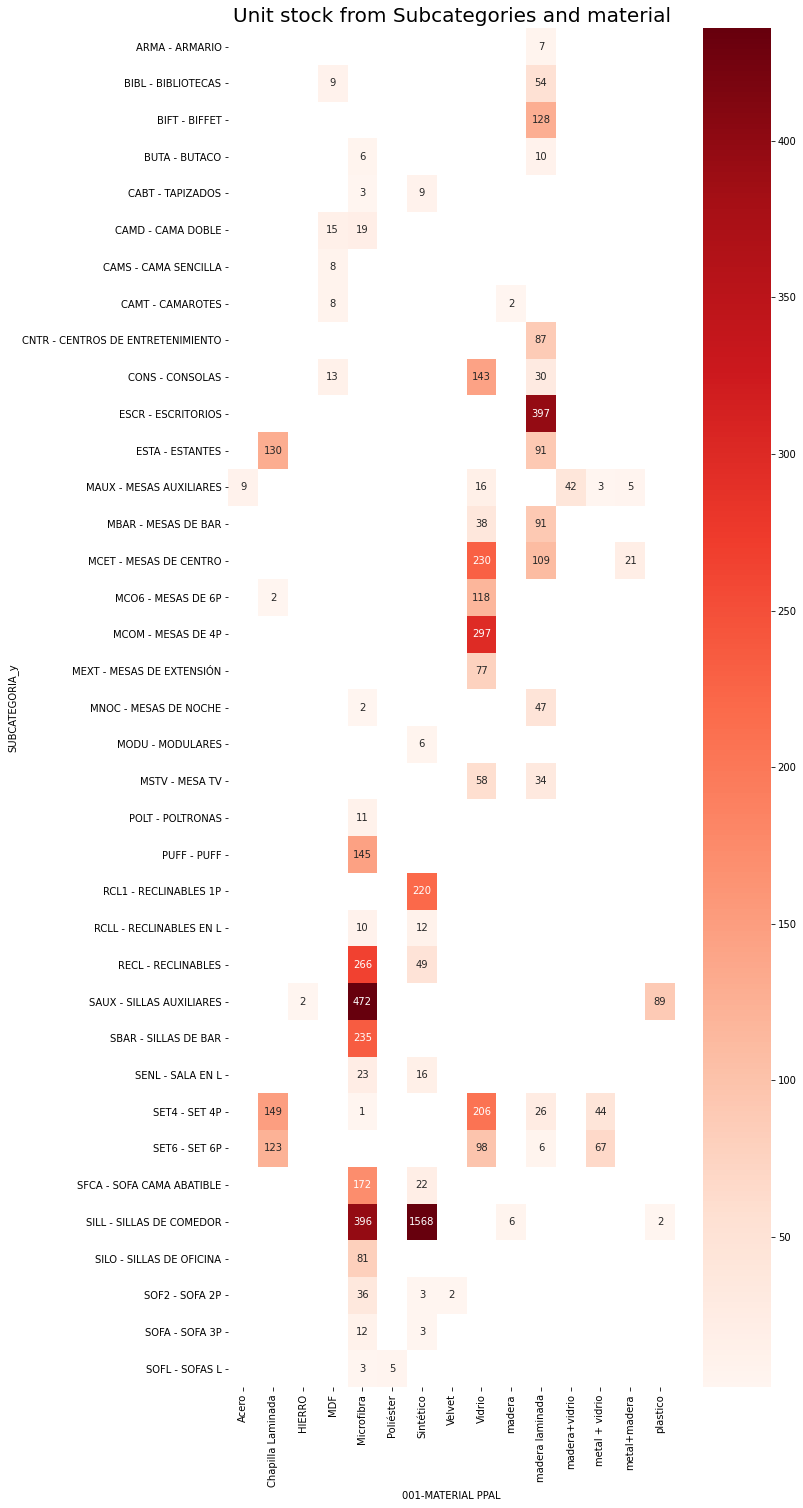 Unit stock from Subcategories and material
SUBCATEGORIA_y
ARMA - ARMARIO 7
BIBL - BIBLIOTECAS 9 54
BIFT - BIFFET 128
BUTA - BUTACO 6 10
CABT - TAPIZADOS 3 9
CAMD - CAMA DOBLE 15 19
CAMS - CAMA SENCILLA 8
CAMT - CAMAROTES 8 2
CNTR - CENTROS DE ENTRETENIMIENTO 87
CONS - CONSOLAS 13 143 30
ESCR - ESCRITORIOS 397
ESTA - ESTANTES 130 91
MAUX - MESAS AUXILIARES 9 16 42 3 5
MBAR - MESAS DE BAR 38 91
MCET - MESAS DE CENTRO 230 109 21
MCO6 - MESAS DE 6P 2 118
MCOM - MESAS DE 4P 297
MEXT - MESAS DE EXTENSIÓN 77
MNOC - MESAS DE NOCHE 2 47
MODU - MODULARES 6
MSTV - MESA TV 58 34
POLT - POLTRONAS 11
PUFF - PUFF 145
RCL1 - RECLINABLES 1P 220
RCLL - RECLINABLES EN L 10 12
RECL - RECLINABLES 266 49
SAUX - SILLAS AUXILIARES 2 472 89
SBAR - SILLAS DE BAR 235
SENL - SALA EN L 23 16
SET4 - SET 4P 149 1 206 26 44
SET6 - SET 6P 123 98 6 67
SFCA - SOFA CAMA ABATIBLE 172 22
SILL - SILLAS DE COMEDOR 396 1568 6 2
SILO - SILLAS DE OFICINA 81
SOF2 - SOFA 2P 36 3 2
SOFA - SOFA 3P 12 3
SOFL - SOFAS L 3 5
Acero
Chapilla Laminada
HIERRO
MDF
Microfibra
Poliéster
Sintético
Velvet
Vidrio
madera
madera laminada
madera+vidrio
metal + vidrio
metal+madera
plastico
001-MATERIAL PPAL
400
350
300
250
200
150
100
50